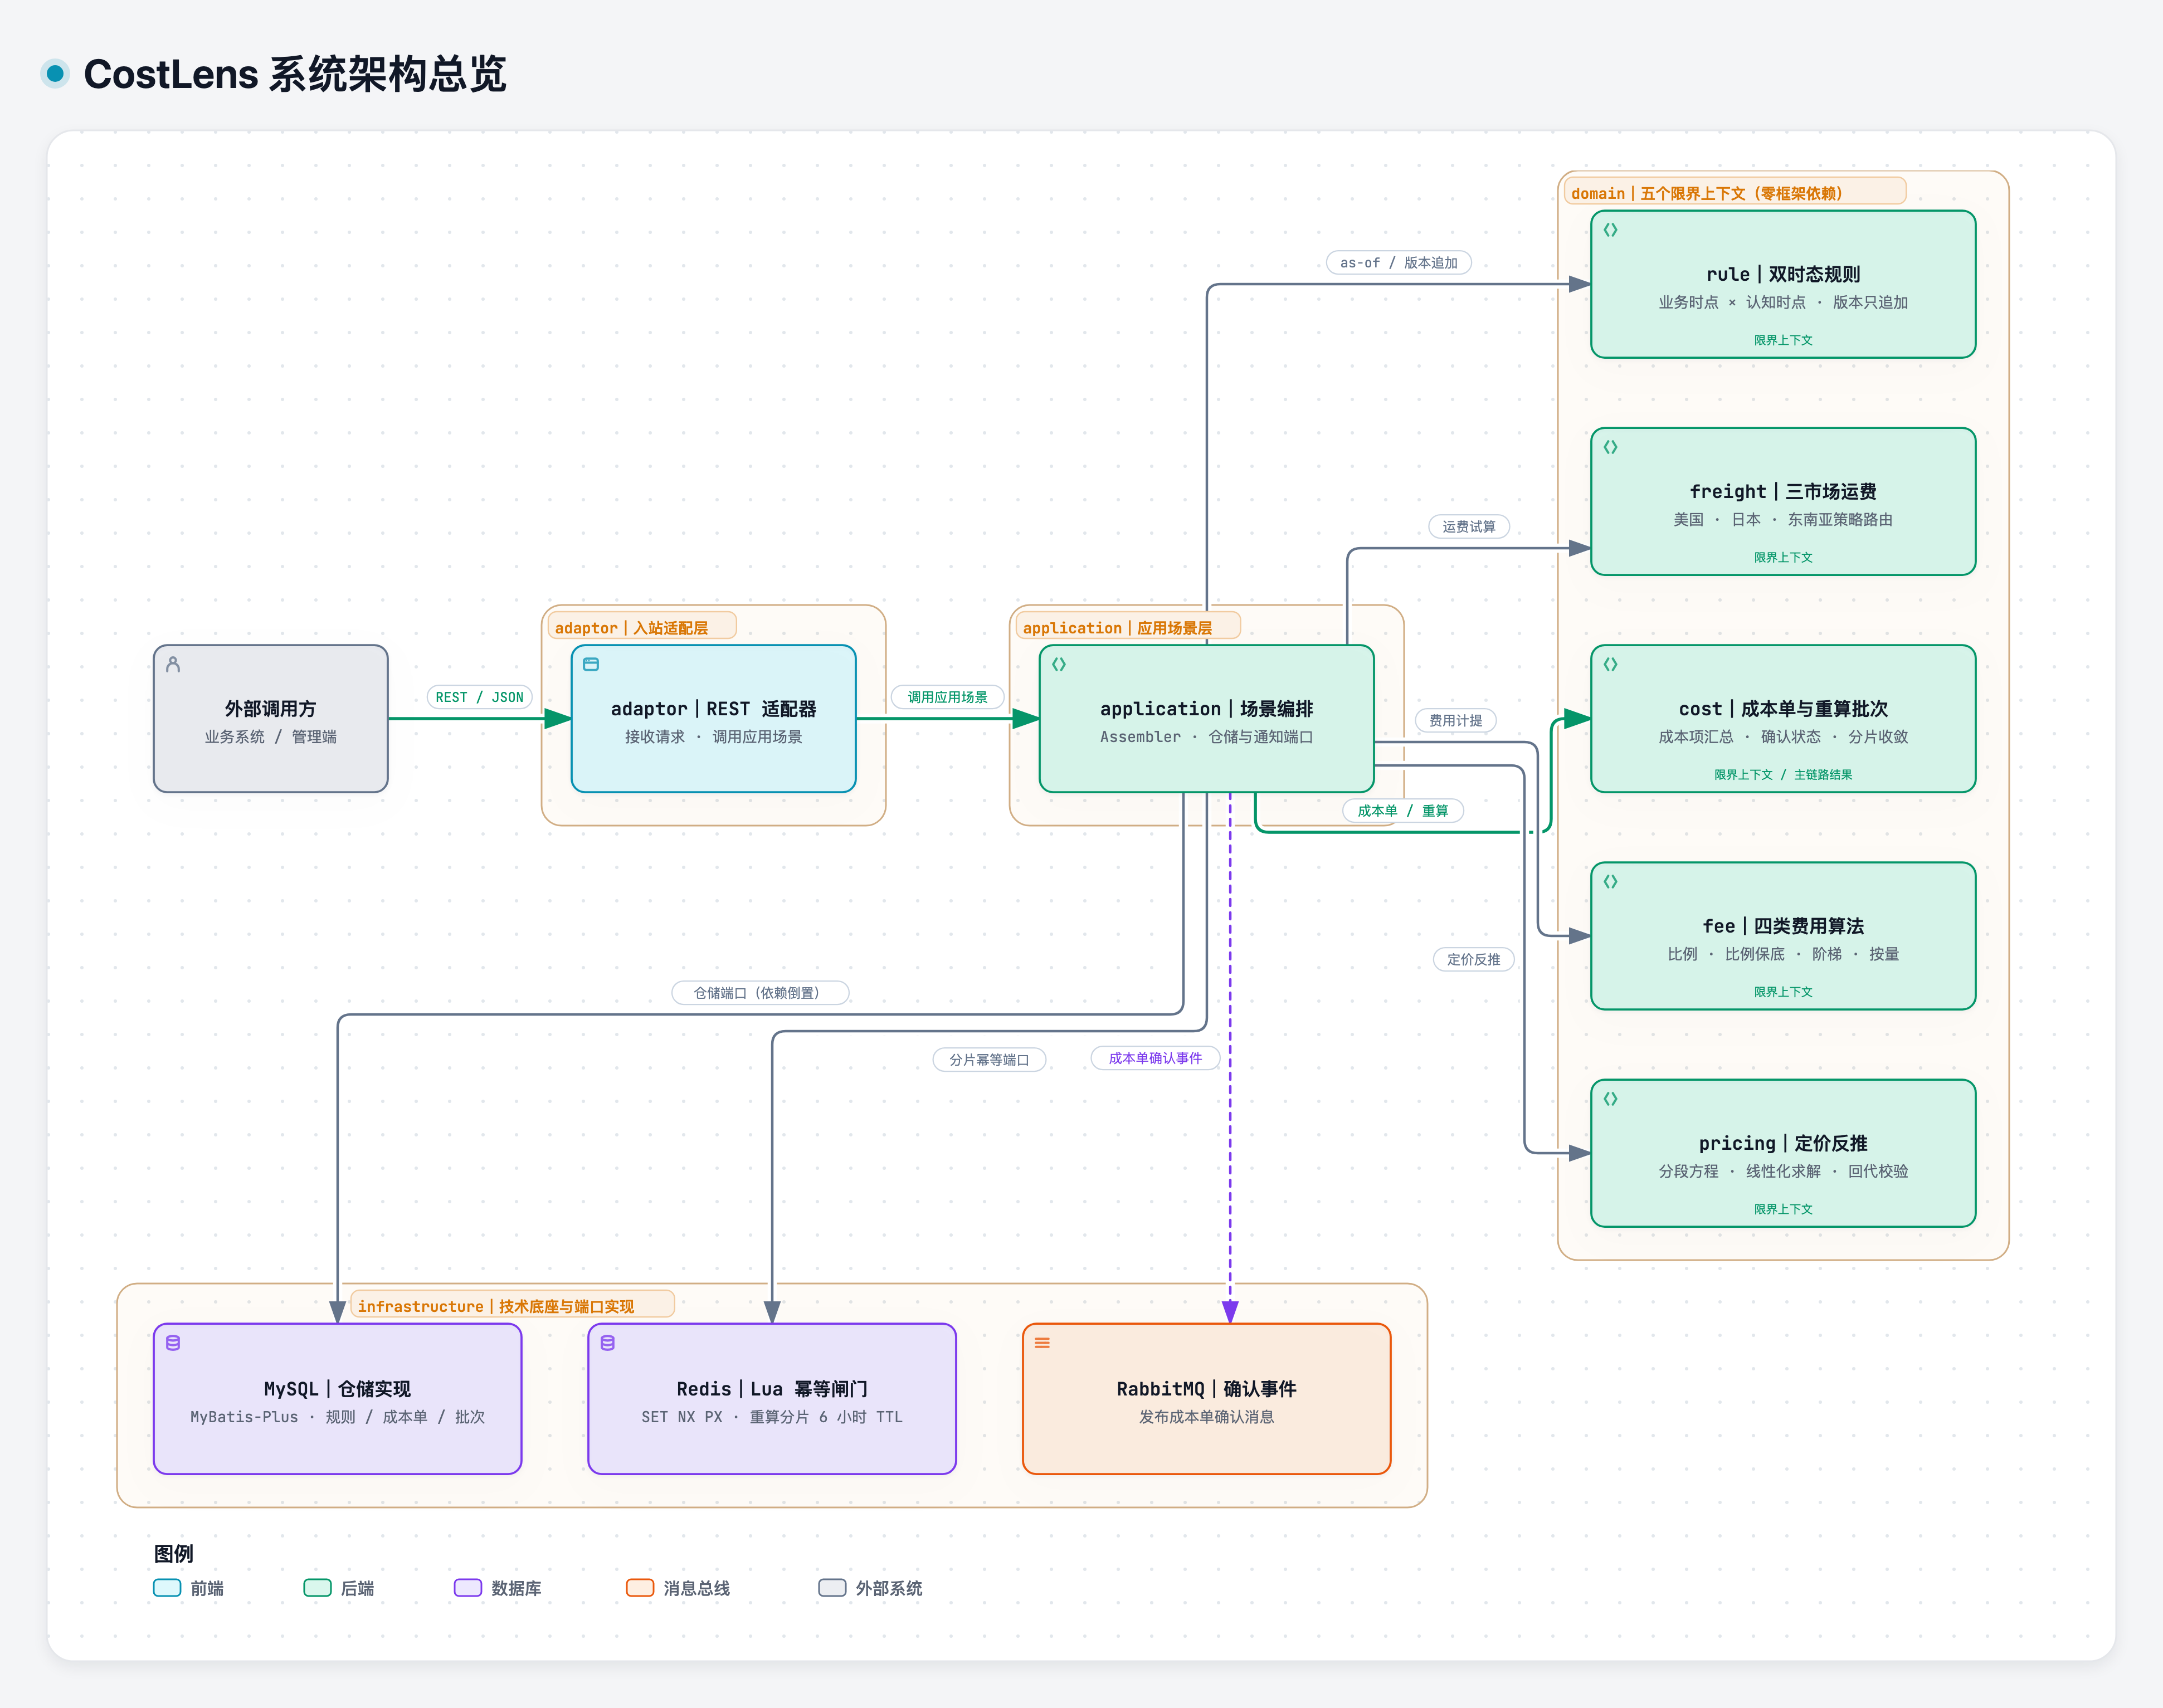 CostLens 系统架构总览
domain｜五个限界上下文（零框架依赖）
rule｜双时态规则
业务时点 × 认知时点 · 版本只追加
限界上下文
as-of / 版本追加
freight｜三市场运费
美国 · 日本 · 东南亚策略路由
限界上下文
运费试算
外部调用方
业务系统 / 管理端
REST / JSON
adaptor｜入站适配层
adaptor｜REST 适配器
接收请求 · 调用应用场景
调用应用场景
application｜应用场景层
application｜场景编排
Assembler · 仓储与通知端口
费用计提
成本单 / 重算
cost｜成本单与重算批次
成本项汇总 · 确认状态 · 分片收敛
限界上下文 / 主链路结果
fee｜四类费用算法
比例 · 比例保底 · 阶梯 · 按量
限界上下文
定价反推
仓储端口（依赖倒置）
分片幂等端口
成本单确认事件
pricing｜定价反推
分段方程 · 线性化求解 · 回代校验
限界上下文
infrastructure｜技术底座与端口实现
MySQL｜仓储实现
MyBatis-Plus · 规则 / 成本单 / 批次
Redis｜Lua 幂等闸门
SET NX PX · 重算分片 6 小时 TTL
RabbitMQ｜确认事件
发布成本单确认消息
图例
前端
后端
数据库
消息总线
外部系统